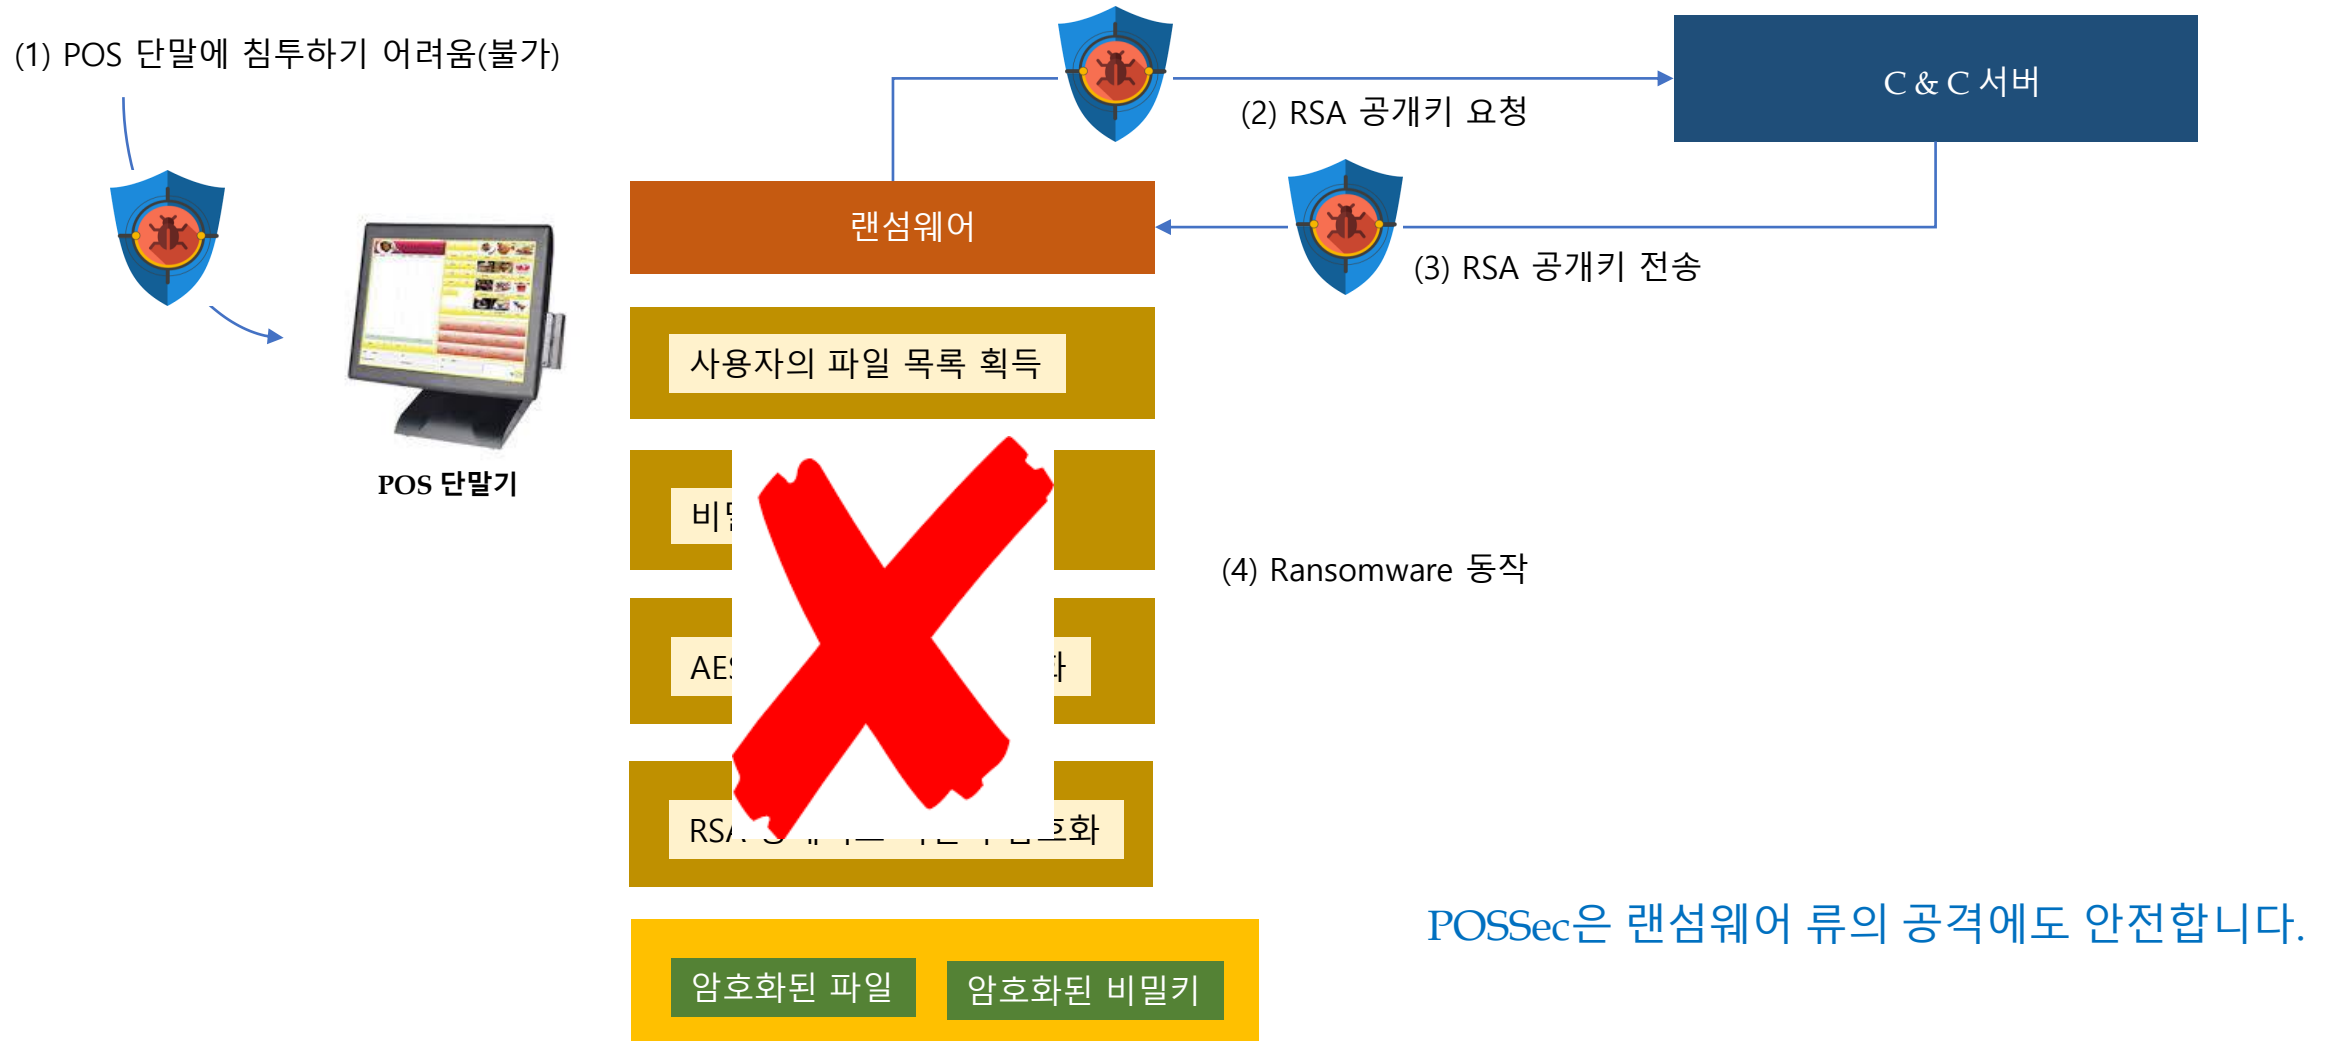 (1) POS 단말에 침투하기 어려움(불가)
C & C 서버
(2) RSA 공개키 요청
랜섬웨어
(3) RSA 공개키 전송
사용자의 파일 목록 획득
POS 단말기
(4) Ransomware 동작
RSA
POSSec은 랜섬웨어 류의 공격에도 안전합니다.
암호화된 파일
암호화된 비밀키